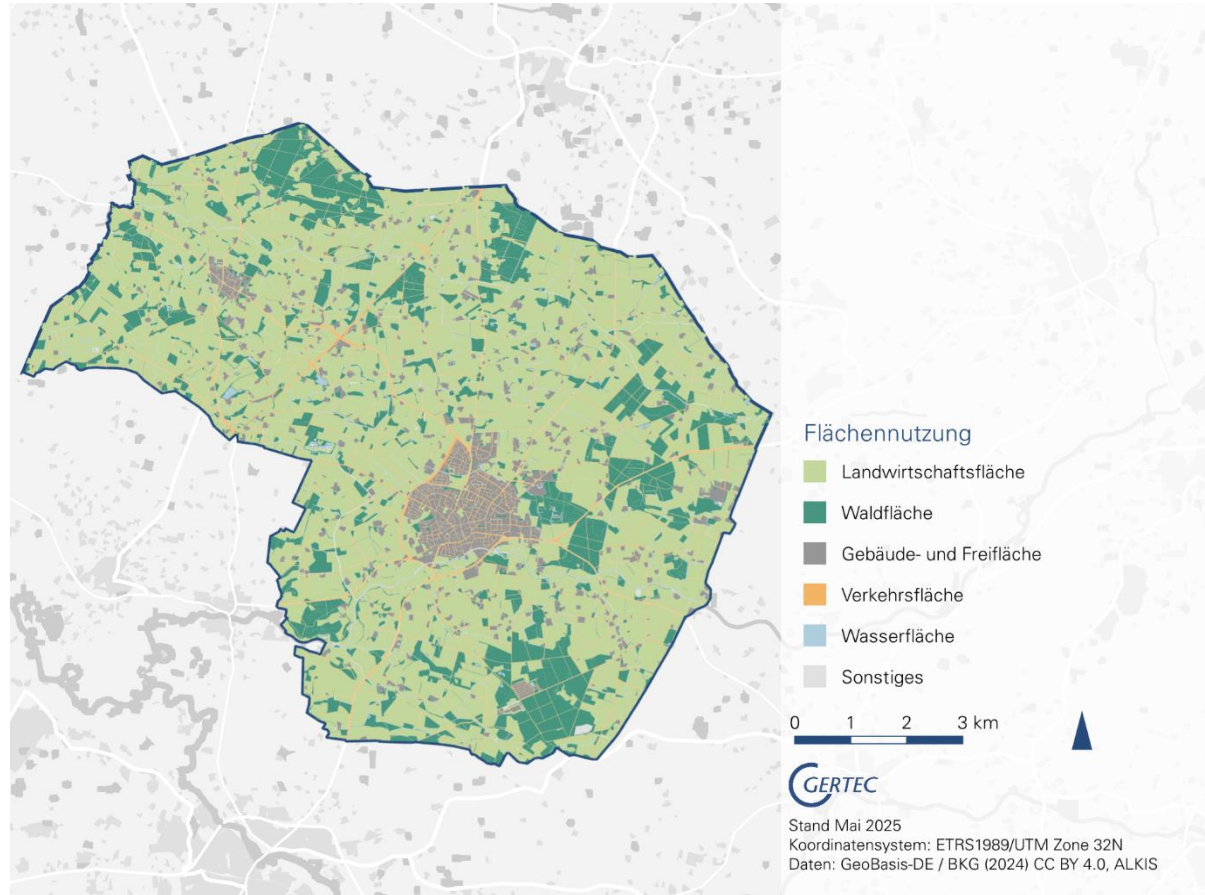 Flächennutzung
Landwirtschaftsfläche
Waldfläche
Gebäude- und Freifläche
Verkehrsfläche
Wasserfläche
Sonstiges
0 1 2 3 km
GERTEC
Stand Mai 2025
Koordinatensystem: ETRS1989/UTM Zone 32N
Daten: GeoBasis-DE / BKG (2024) CC BY 4.0, ALKIS